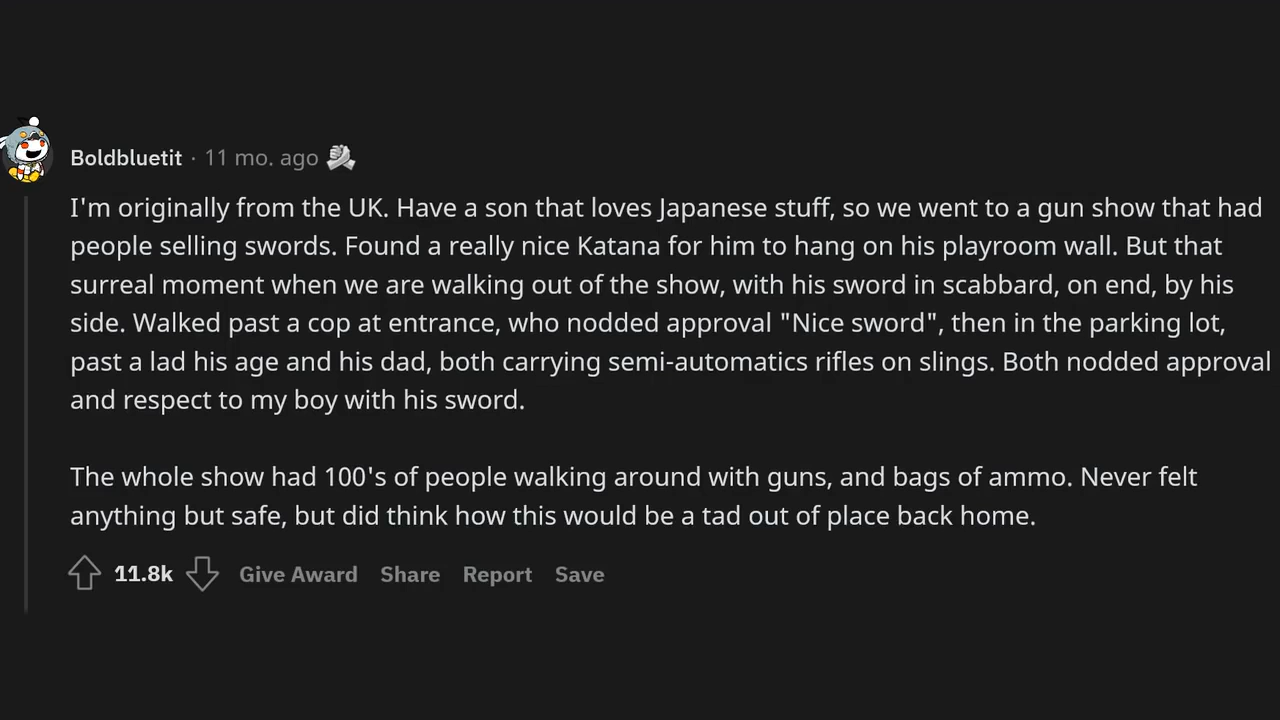 Boldbluetit · 11 mo. ago
I'm originally from the UK. Have a son that loves Japanese stuff, so we went to a gun show that had
people selling swords. Found a really nice Katana for him to hang on his playroom wall. But that
surreal moment when we are walking out of the show, with his sword in scabbard, on end, by his
side. Walked past a cop at entrance, who nodded approval "Nice sword", then in the parking lot,
past a lad his age and his dad, both carrying semi-automatics rifles on slings. Both nodded approval
and respect to my boy with his sword.
The whole show had 100's of people walking around with guns, and bags of ammo. Never felt
anything but safe, but did think how this would be a tad out of place back home.
11.8k Give Award Share Report Save